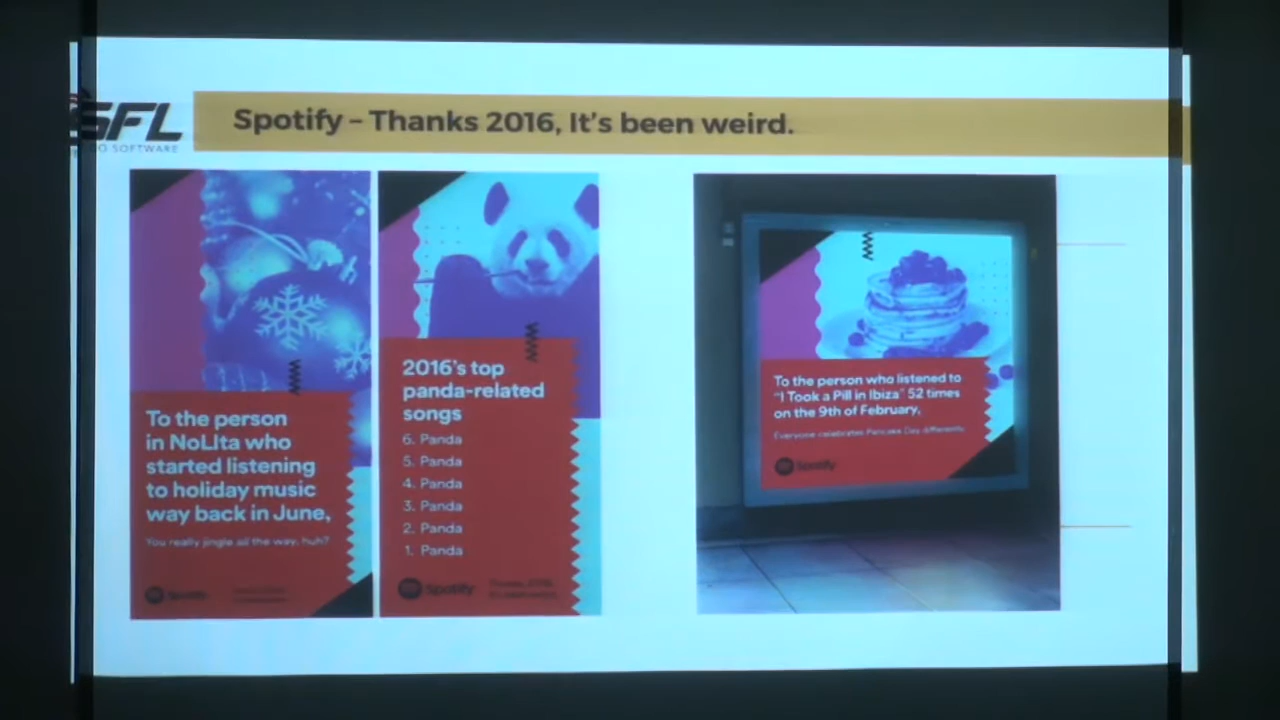 SFL
Spotify – Thanks 2016, It's been weird.
To the person
in NoLIta who
started listening
to holiday music
way back in June,
You really jingle all the way, huh?
Spotify
2016's top
panda-related
songs
6. Panda
5. Panda
4. Panda
3. Panda
2. Panda
1. Panda
Spotify
To the person who listened to
"I Took a Pill in Ibiza" 52 times
on the 9th of February,
Everyone celebrates Pancake Day differently.
Spotify